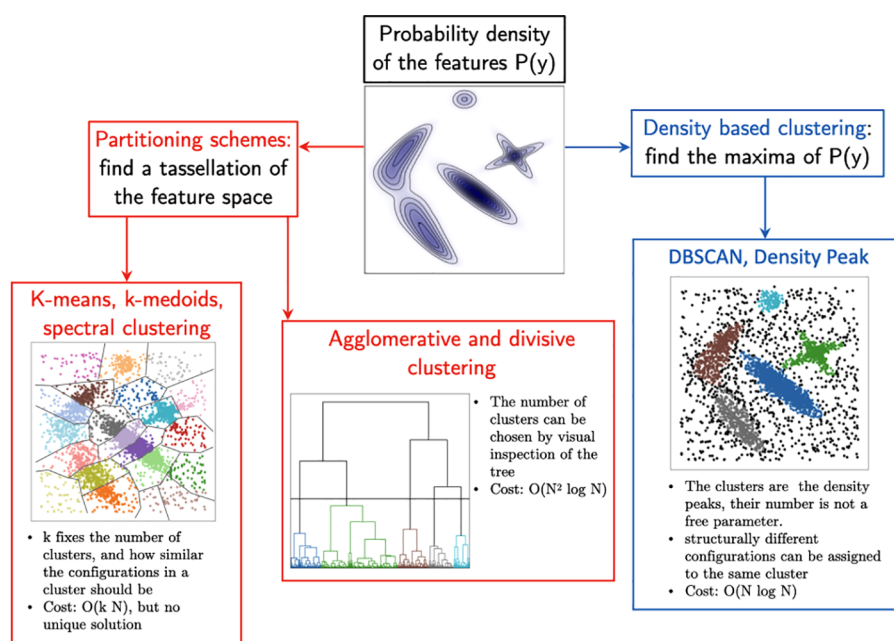 Probability density
of the features P(y)
Partitioning schemes:
find a tassellation of
the feature space
Density based clustering:
find the maxima of P(y)
K-means, k-medoids,
spectral clustering
• k fixes the number of
clusters, and how similar
the configurations in a
cluster should be
• Cost: O(k N), but no
unique solution
Agglomerative and divisive
clustering
• The number of
clusters can be
chosen by visual
inspection of the
tree
• Cost: O(N² log N)
DBSCAN, Density Peak
• The clusters are the density
peaks, their number is not a
free parameter.
• structurally different
configurations can be assigned
to the same cluster
• Cost: O(N log N)